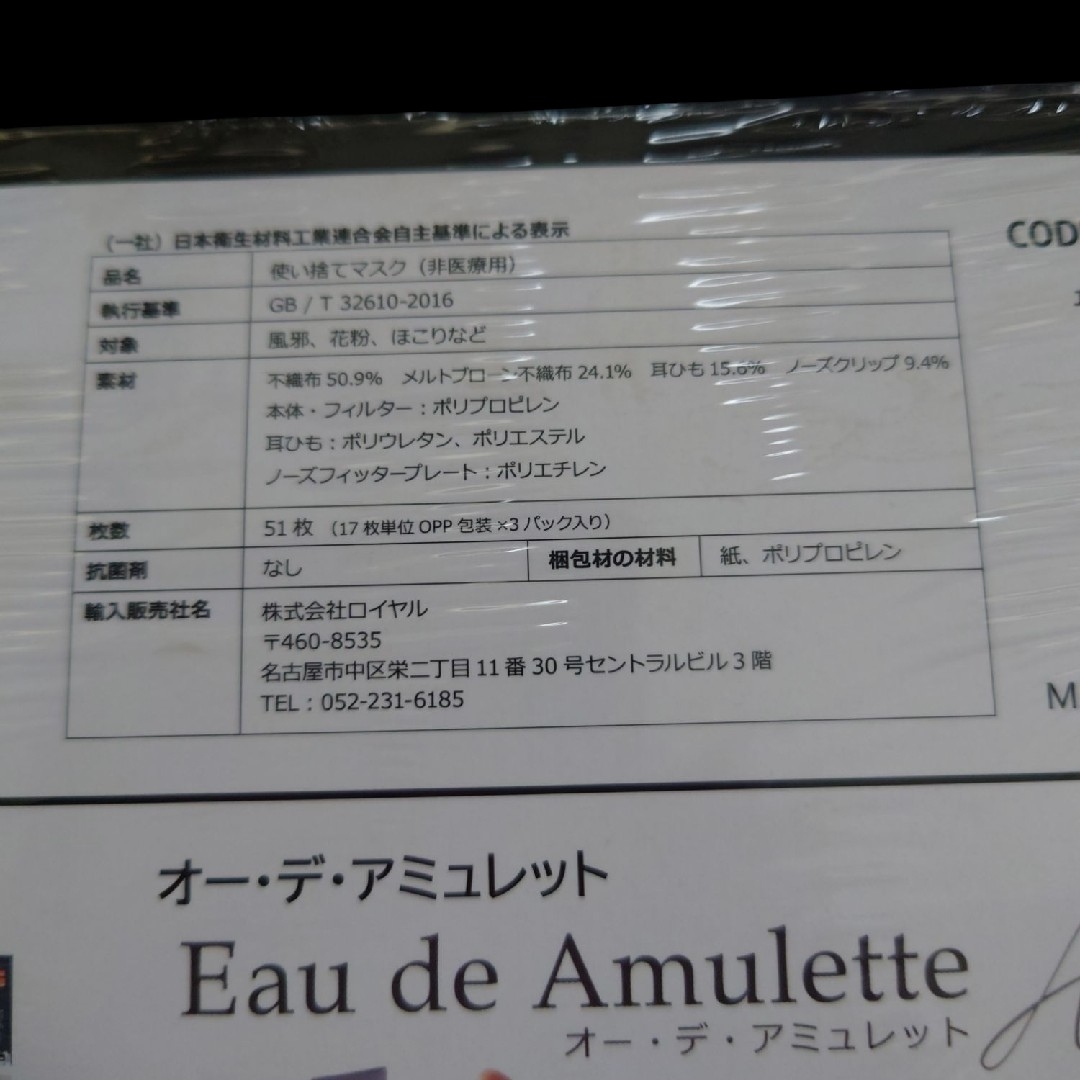 （一社）日本衛生材料工業連合会自主基準による表示
品名 使い捨てマスク（非医療用）
執行基準 GB / T 32610-2016
対象 風邪、花粉、ほこりなど
素材 不織布 50.9% メルトブローン不織布 24.1% 耳ひも 15.6% ノーズクリップ 9.4%
本体・フィルター：ポリプロピレン
耳ひも：ポリウレタン、ポリエステル
ノーズフィッタープレート：ポリエチレン
枚数 51 枚 （17 枚単位 OPP 包装 ×3 パック入り）
抗菌剤 なし 梱包材の材料 紙、ポリプロピレン
輸入販売社名 株式会社ロイヤル
〒460-8535
名古屋市中区栄二丁目 11 番 30 号セントラルビル 3 階
TEL：052-231-6185
COD
M
オー・デ・アミュレット
Eau de Amulette
オー・デ・アミュレット